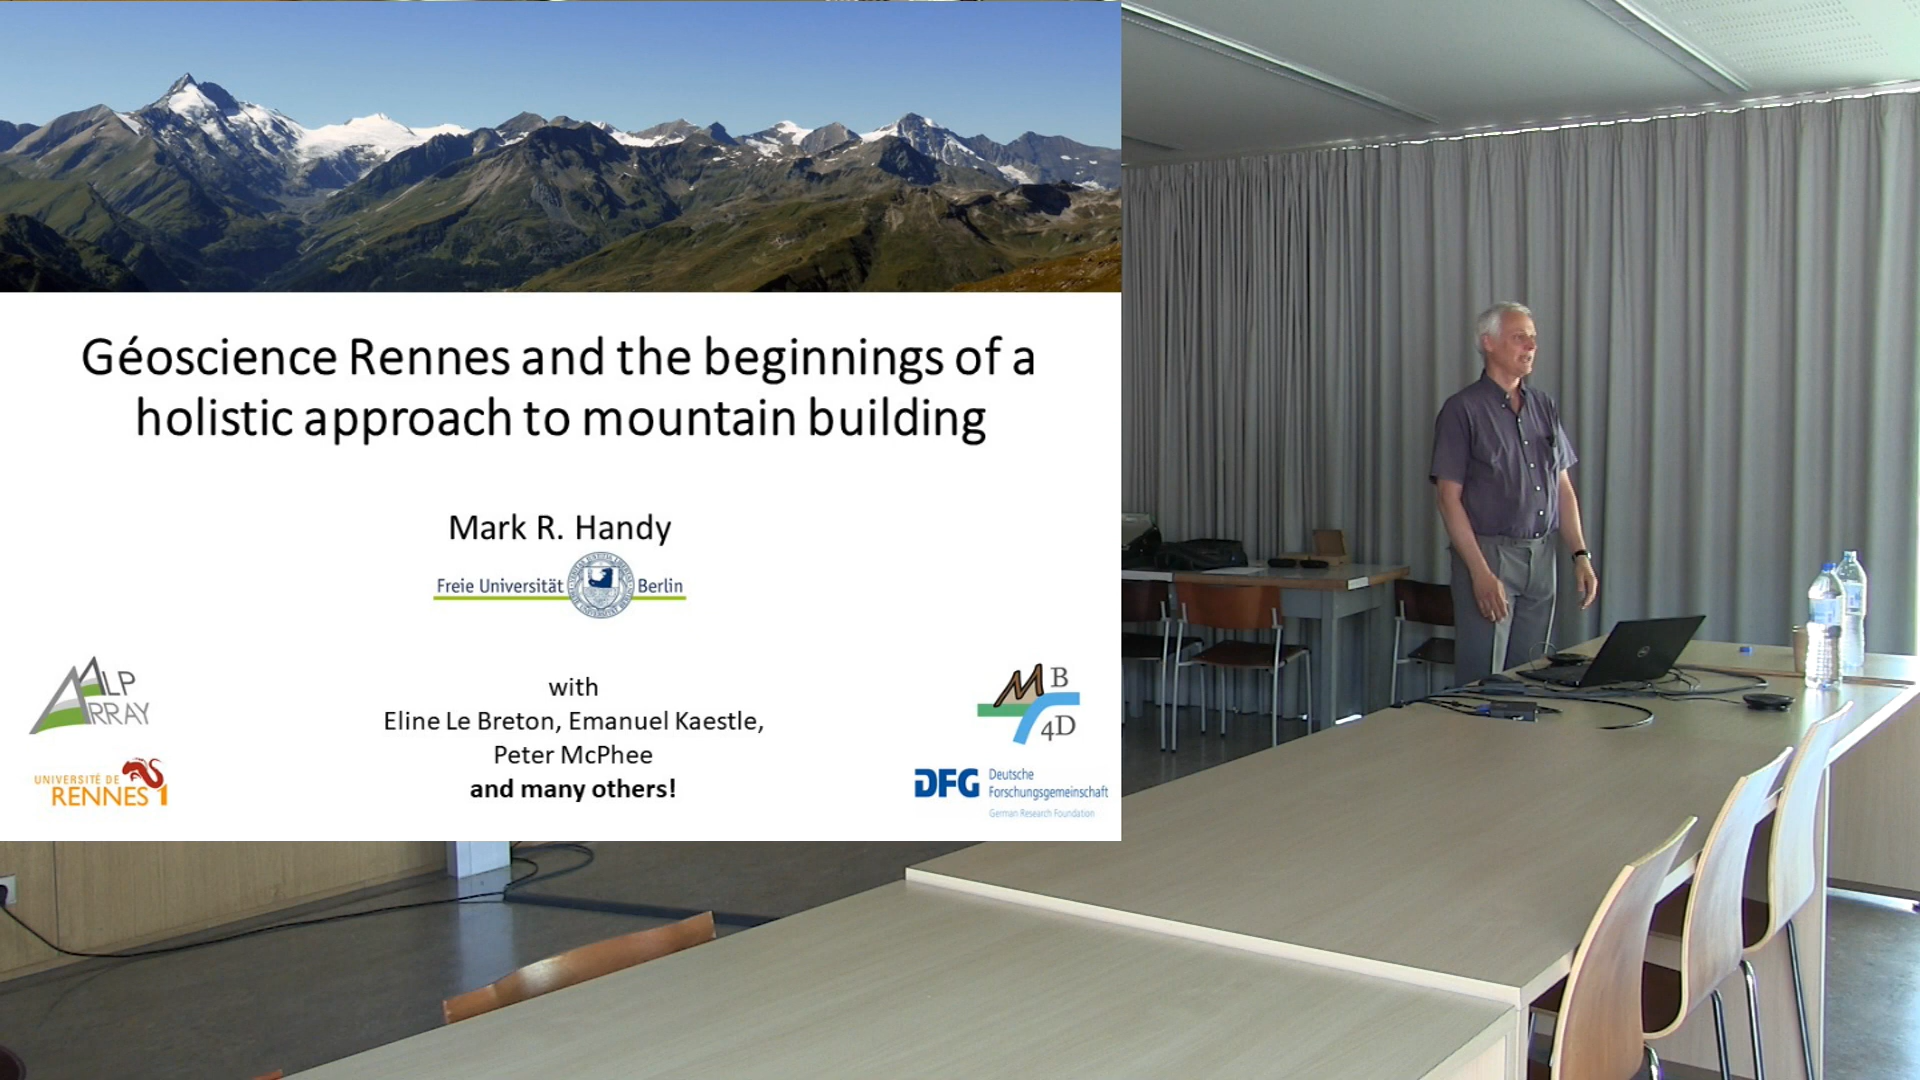 Géoscience Rennes and the beginnings of a
holistic approach to mountain building
Mark R. Handy
Freie Universität Berlin
with
Eline Le Breton, Emanuel Kaestle,
Peter McPhee
and many others!
ALP
ARRAY
UNIVERSITÉ DE
RENNES 1
MB
4D
DFG Deutsche
Forschungsgemeinschaft
German Research Foundation